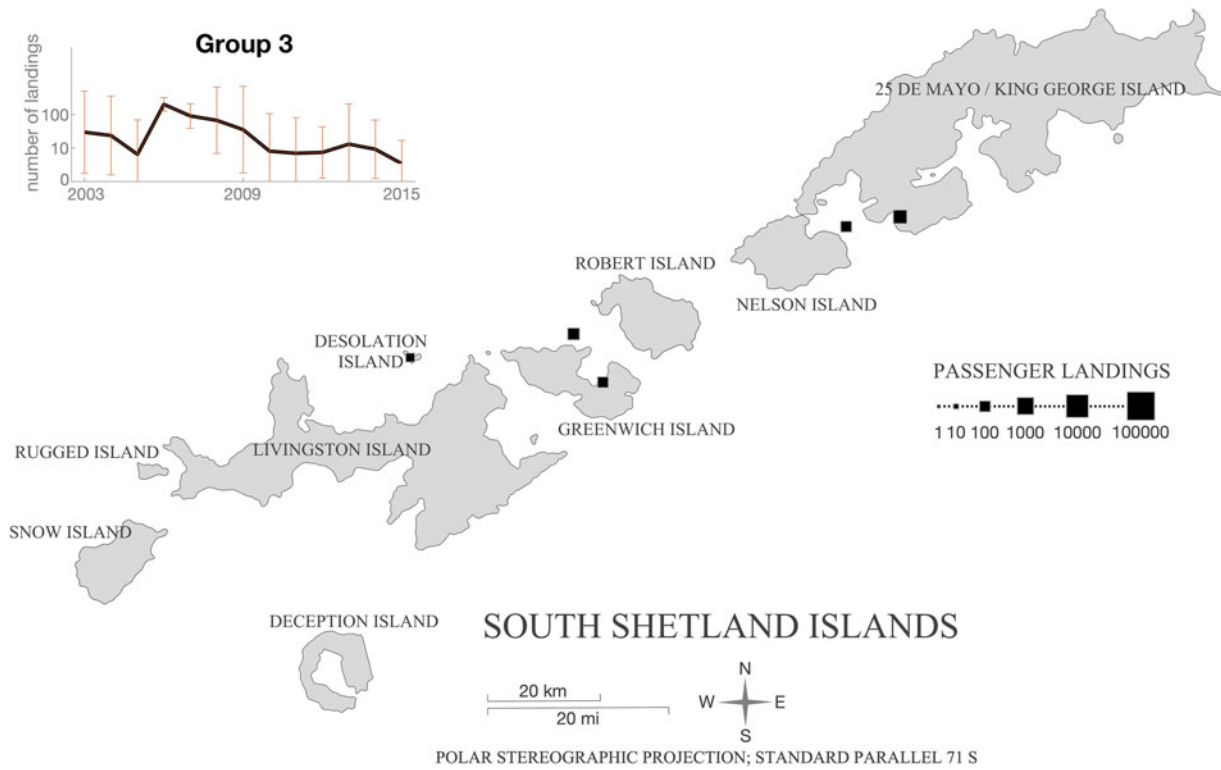 Group 3
number of landings
100
10
0
2003
2009
2015
25 DE MAYO / KING GEORGE ISLAND
ROBERT ISLAND
NELSON ISLAND
DESOLATION
ISLAND
PASSENGER LANDINGS
1 10 100 1000 10000 100000
GREENWICH ISLAND
LIVINGSTON ISLAND
RUGGED ISLAND
SNOW ISLAND
DECEPTION ISLAND
SOUTH SHETLAND ISLANDS
20 km
20 mi
N
W E
S
POLAR STEREOGRAPHIC PROJECTION; STANDARD PARALLEL 71 S